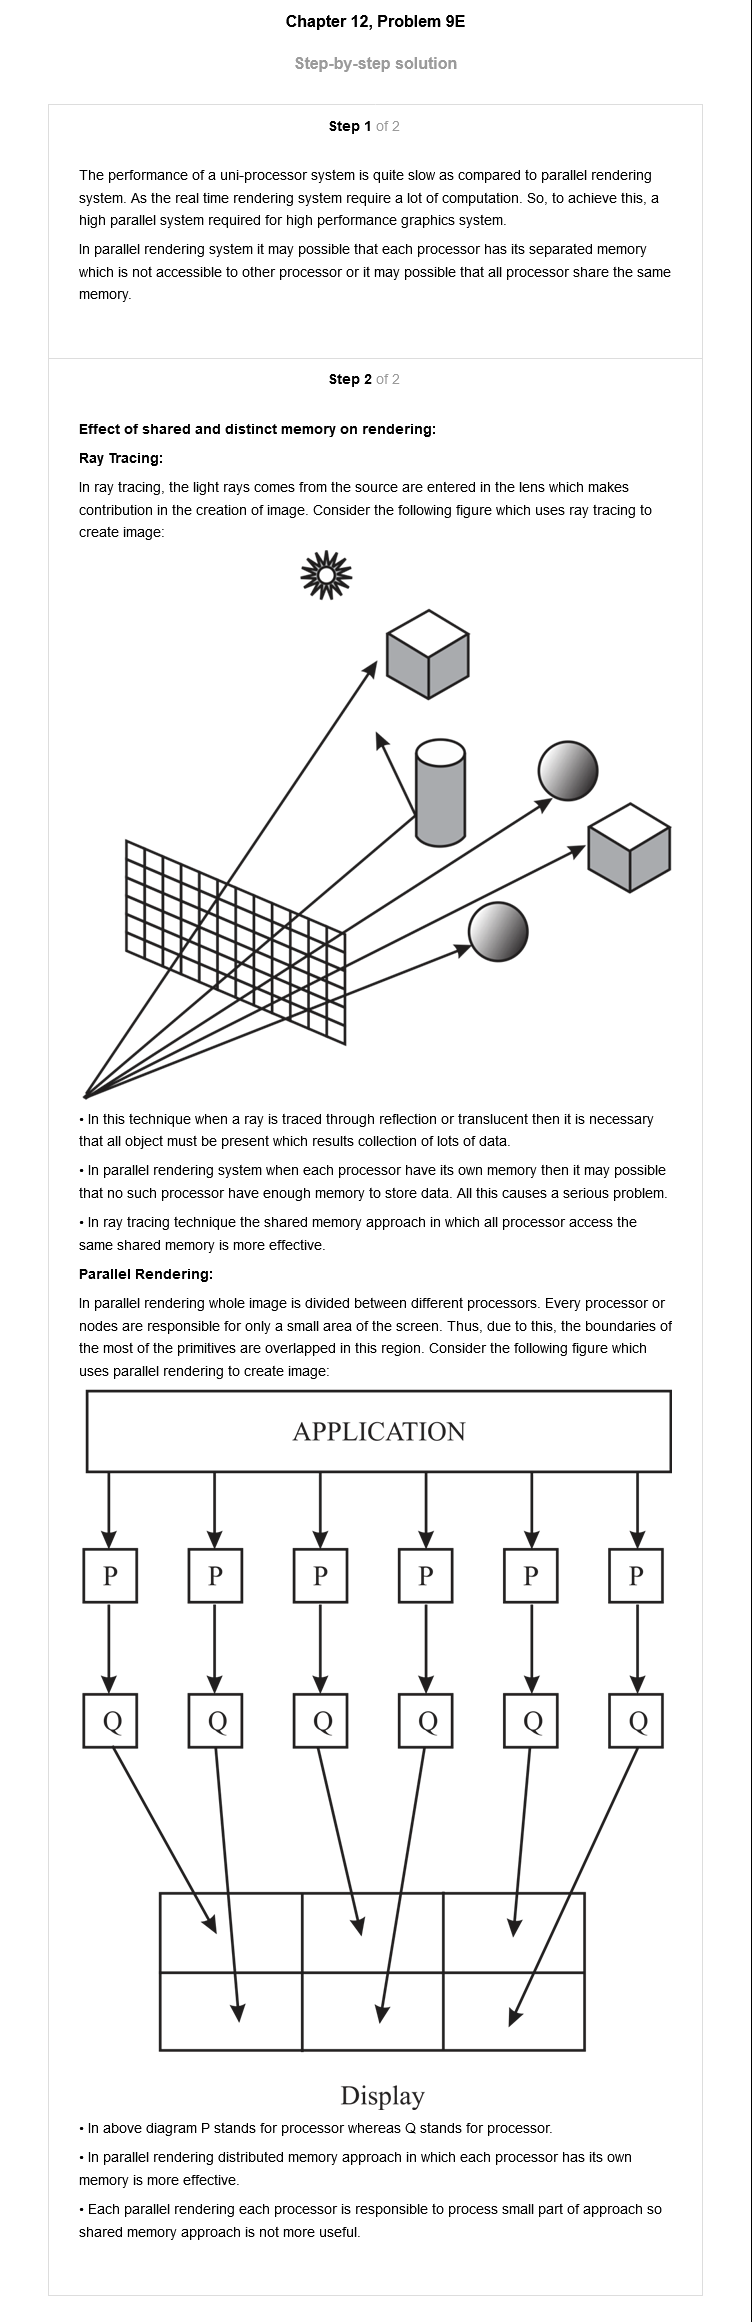 Chapter 12, Problem 9E
Step-by-step solution
Step 1 of 2
The performance of a uni-processor system is quite slow as compared to parallel rendering
system. As the real time rendering system require a lot of computation. So, to achieve this, a
high parallel system required for high performance graphics system.
In parallel rendering system it may possible that each processor has its separated memory
which is not accessible to other processor or it may possible that all processor share the same
memory.
Step 2 of 2
Effect of shared and distinct memory on rendering:
Ray Tracing:
In ray tracing, the light rays comes from the source are entered in the lens which makes
contribution in the creation of image. Consider the following figure which uses ray tracing to
create image:
• In this technique when a ray is traced through reflection or translucent then it is necessary
that all object must be present which results collection of lots of data.
• In parallel rendering system when each processor have its own memory then it may possible
that no such processor have enough memory to store data. All this causes a serious problem.
• In ray tracing technique the shared memory approach in which all processor access the
same shared memory is more effective.
Parallel Rendering:
In parallel rendering whole image is divided between different processors. Every processor or
nodes are responsible for only a small area of the screen. Thus, due to this, the boundaries of
the most of the primitives are overlapped in this region. Consider the following figure which
uses parallel rendering to create image:
APPLICATION
P P P P P P
Q Q Q Q Q Q
Display
• In above diagram P stands for processor whereas Q stands for processor.
• In parallel rendering distributed memory approach in which each processor has its own
memory is more effective.
• Each parallel rendering each processor is responsible to process small part of approach so
shared memory approach is not more useful.